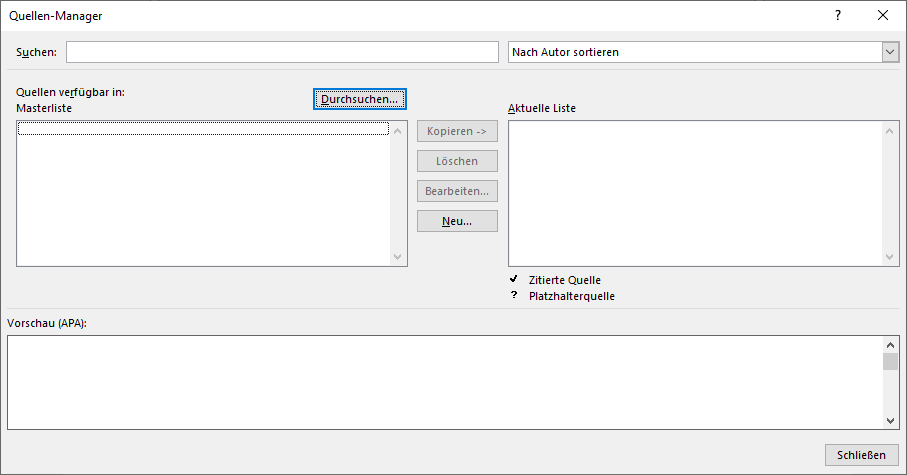 Quellen-Manager
Suchen:
Nach Autor sortieren
Quellen verfügbar in:
Durchsuchen...
Masterliste
Aktuelle Liste
Kopieren ->
Löschen
Bearbeiten...
Neu...
✓ Zitierte Quelle
? Platzhalterquelle
Vorschau (APA):
Schließen